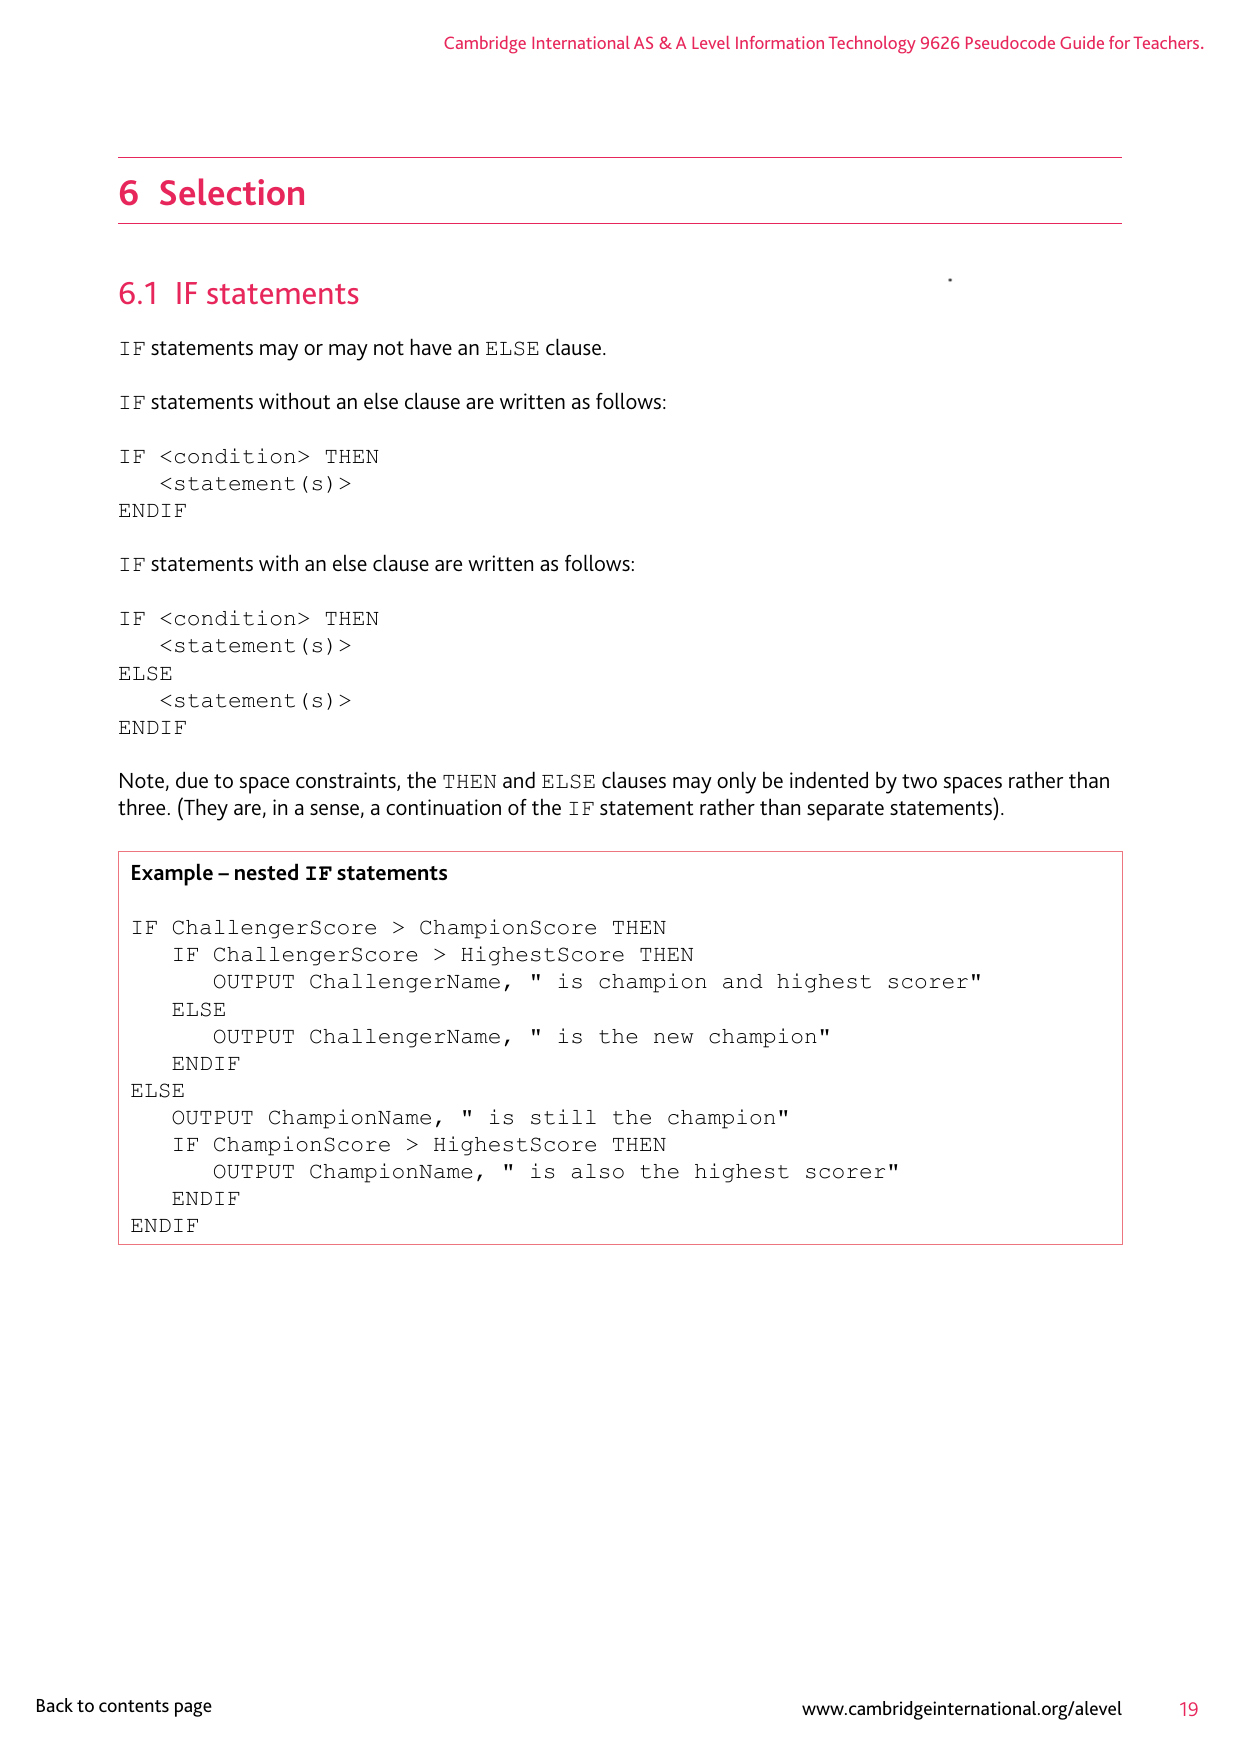 Cambridge International AS & A Level Information Technology 9626 Pseudocode Guide for Teachers.
6 Selection
6.1 IF statements
IF statements may or may not have an ELSE clause.
IF statements without an else clause are written as follows:
IF <condition> THEN
   <statement(s)>
ENDIF
IF statements with an else clause are written as follows:
IF <condition> THEN
   <statement(s)>
ELSE
   <statement(s)>
ENDIF
Note, due to space constraints, the THEN and ELSE clauses may only be indented by two spaces rather than
three. (They are, in a sense, a continuation of the IF statement rather than separate statements).
Example – nested IF statements
IF ChallengerScore > ChampionScore THEN
   IF ChallengerScore > HighestScore THEN
      OUTPUT ChallengerName, " is champion and highest scorer"
   ELSE
      OUTPUT ChallengerName, " is the new champion"
   ENDIF
ELSE
   OUTPUT ChampionName, " is still the champion"
   IF ChampionScore > HighestScore THEN
      OUTPUT ChampionName, " is also the highest scorer"
   ENDIF
ENDIF
Back to contents page
www.cambridgeinternational.org/alevel 19